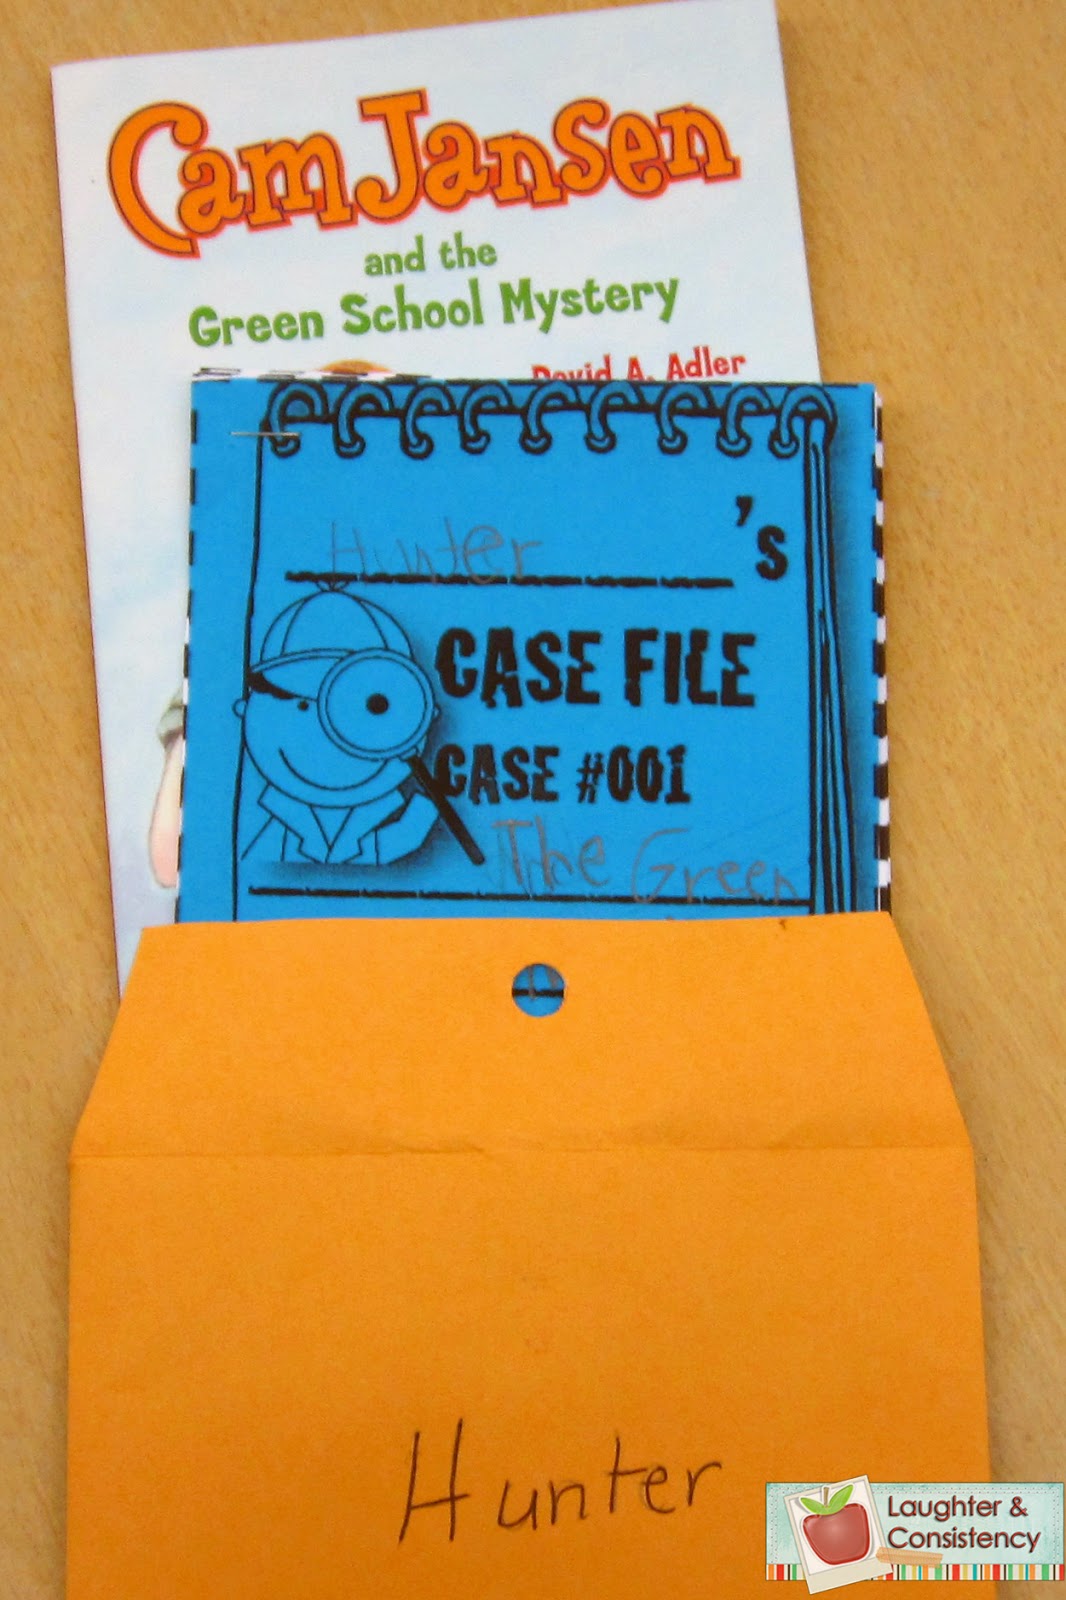 Cam Jansen
and the
Green School Mystery
David A. Adler
Hunter 's
CASE FILE
CASE #001
The Green
Hunter
Laughter &
Consistency